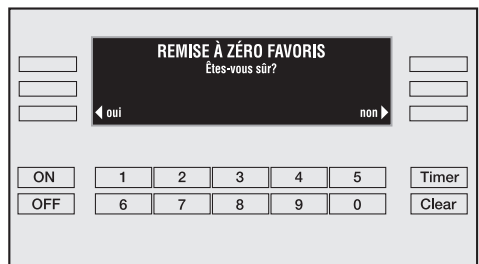 REMISE À ZÉRO FAVORIS
Êtes-vous sûr?
oui non
ON 1 2 3 4 5 Timer
OFF 6 7 8 9 0 Clear